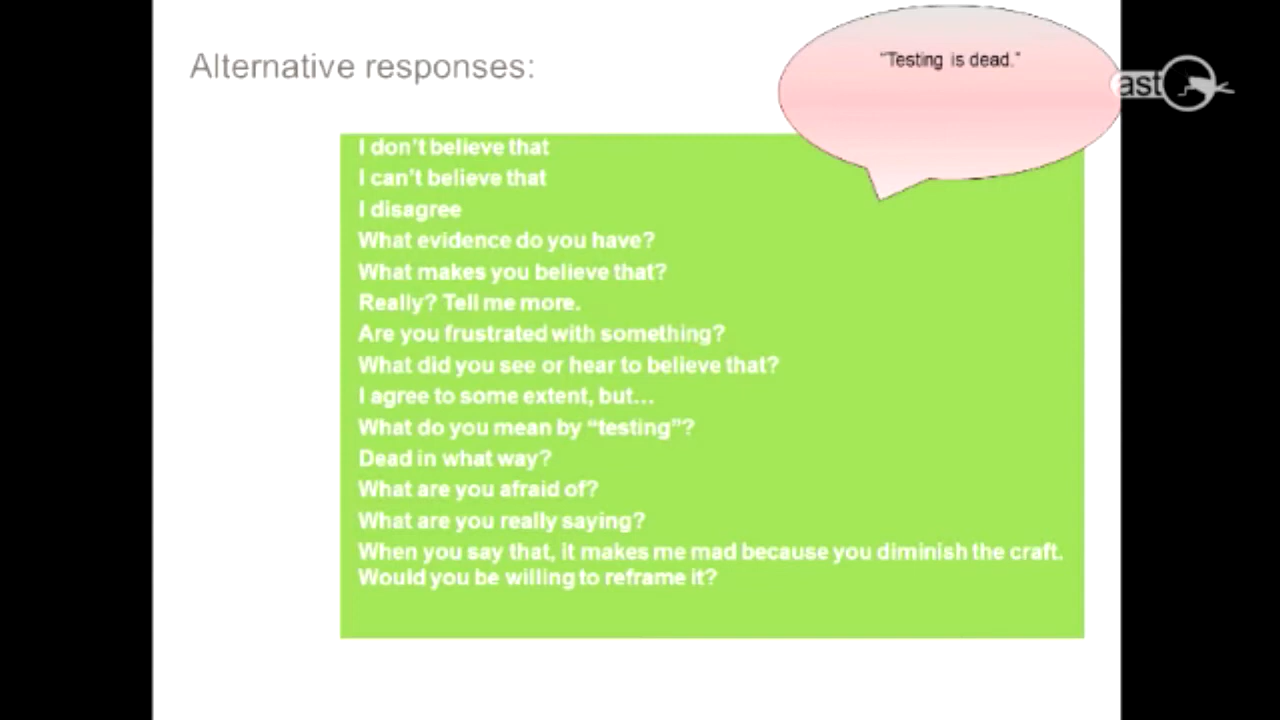 Alternative responses:
"Testing is dead."
ast
I don't believe that
I can't believe that
I disagree
What evidence do you have?
What makes you believe that?
Really? Tell me more.
Are you frustrated with something?
What did you see or hear to believe that?
I agree to some extent, but...
What do you mean by “testing”?
Dead in what way?
What are you afraid of?
What are you really saying?
When you say that, it makes me mad because you diminish the craft.
Would you be willing to reframe it?